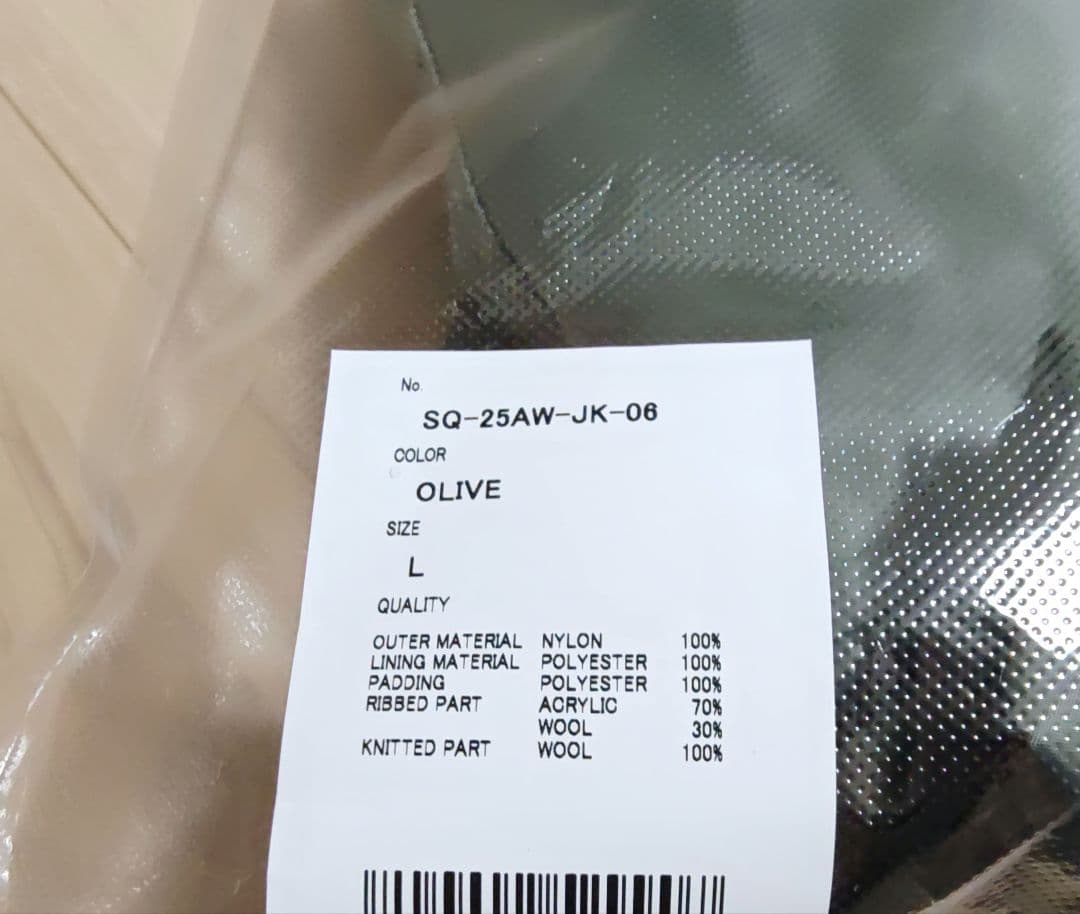 No.
SQ-25AW-JK-06
COLOR
OLIVE
SIZE
L
QUALITY
OUTER MATERIAL NYLON 100%
LINING MATERIAL POLYESTER 100%
PADDING POLYESTER 100%
RIBBED PART ACRYLIC 70%
WOOL 30%
KNITTED PART WOOL 100%